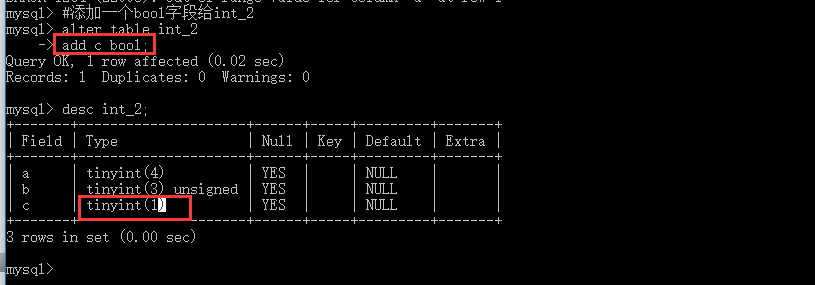 mysql> #添加一个bool字段给int_2
mysql> alter table int_2
    -> add c bool;
Query OK, 1 row affected (0.02 sec)
Records: 1  Duplicates: 0  Warnings: 0
mysql> desc int_2;
+-------+---------------------+------+-----+---------+-------+
| Field | Type                | Null | Key | Default | Extra |
+-------+---------------------+------+-----+---------+-------+
| a     | tinyint(4)          | YES  |     | NULL    |       |
| b     | tinyint(3) unsigned | YES  |     | NULL    |       |
| c     | tinyint(1)          | YES  |     | NULL    |       |
+-------+---------------------+------+-----+---------+-------+
3 rows in set (0.00 sec)
mysql>